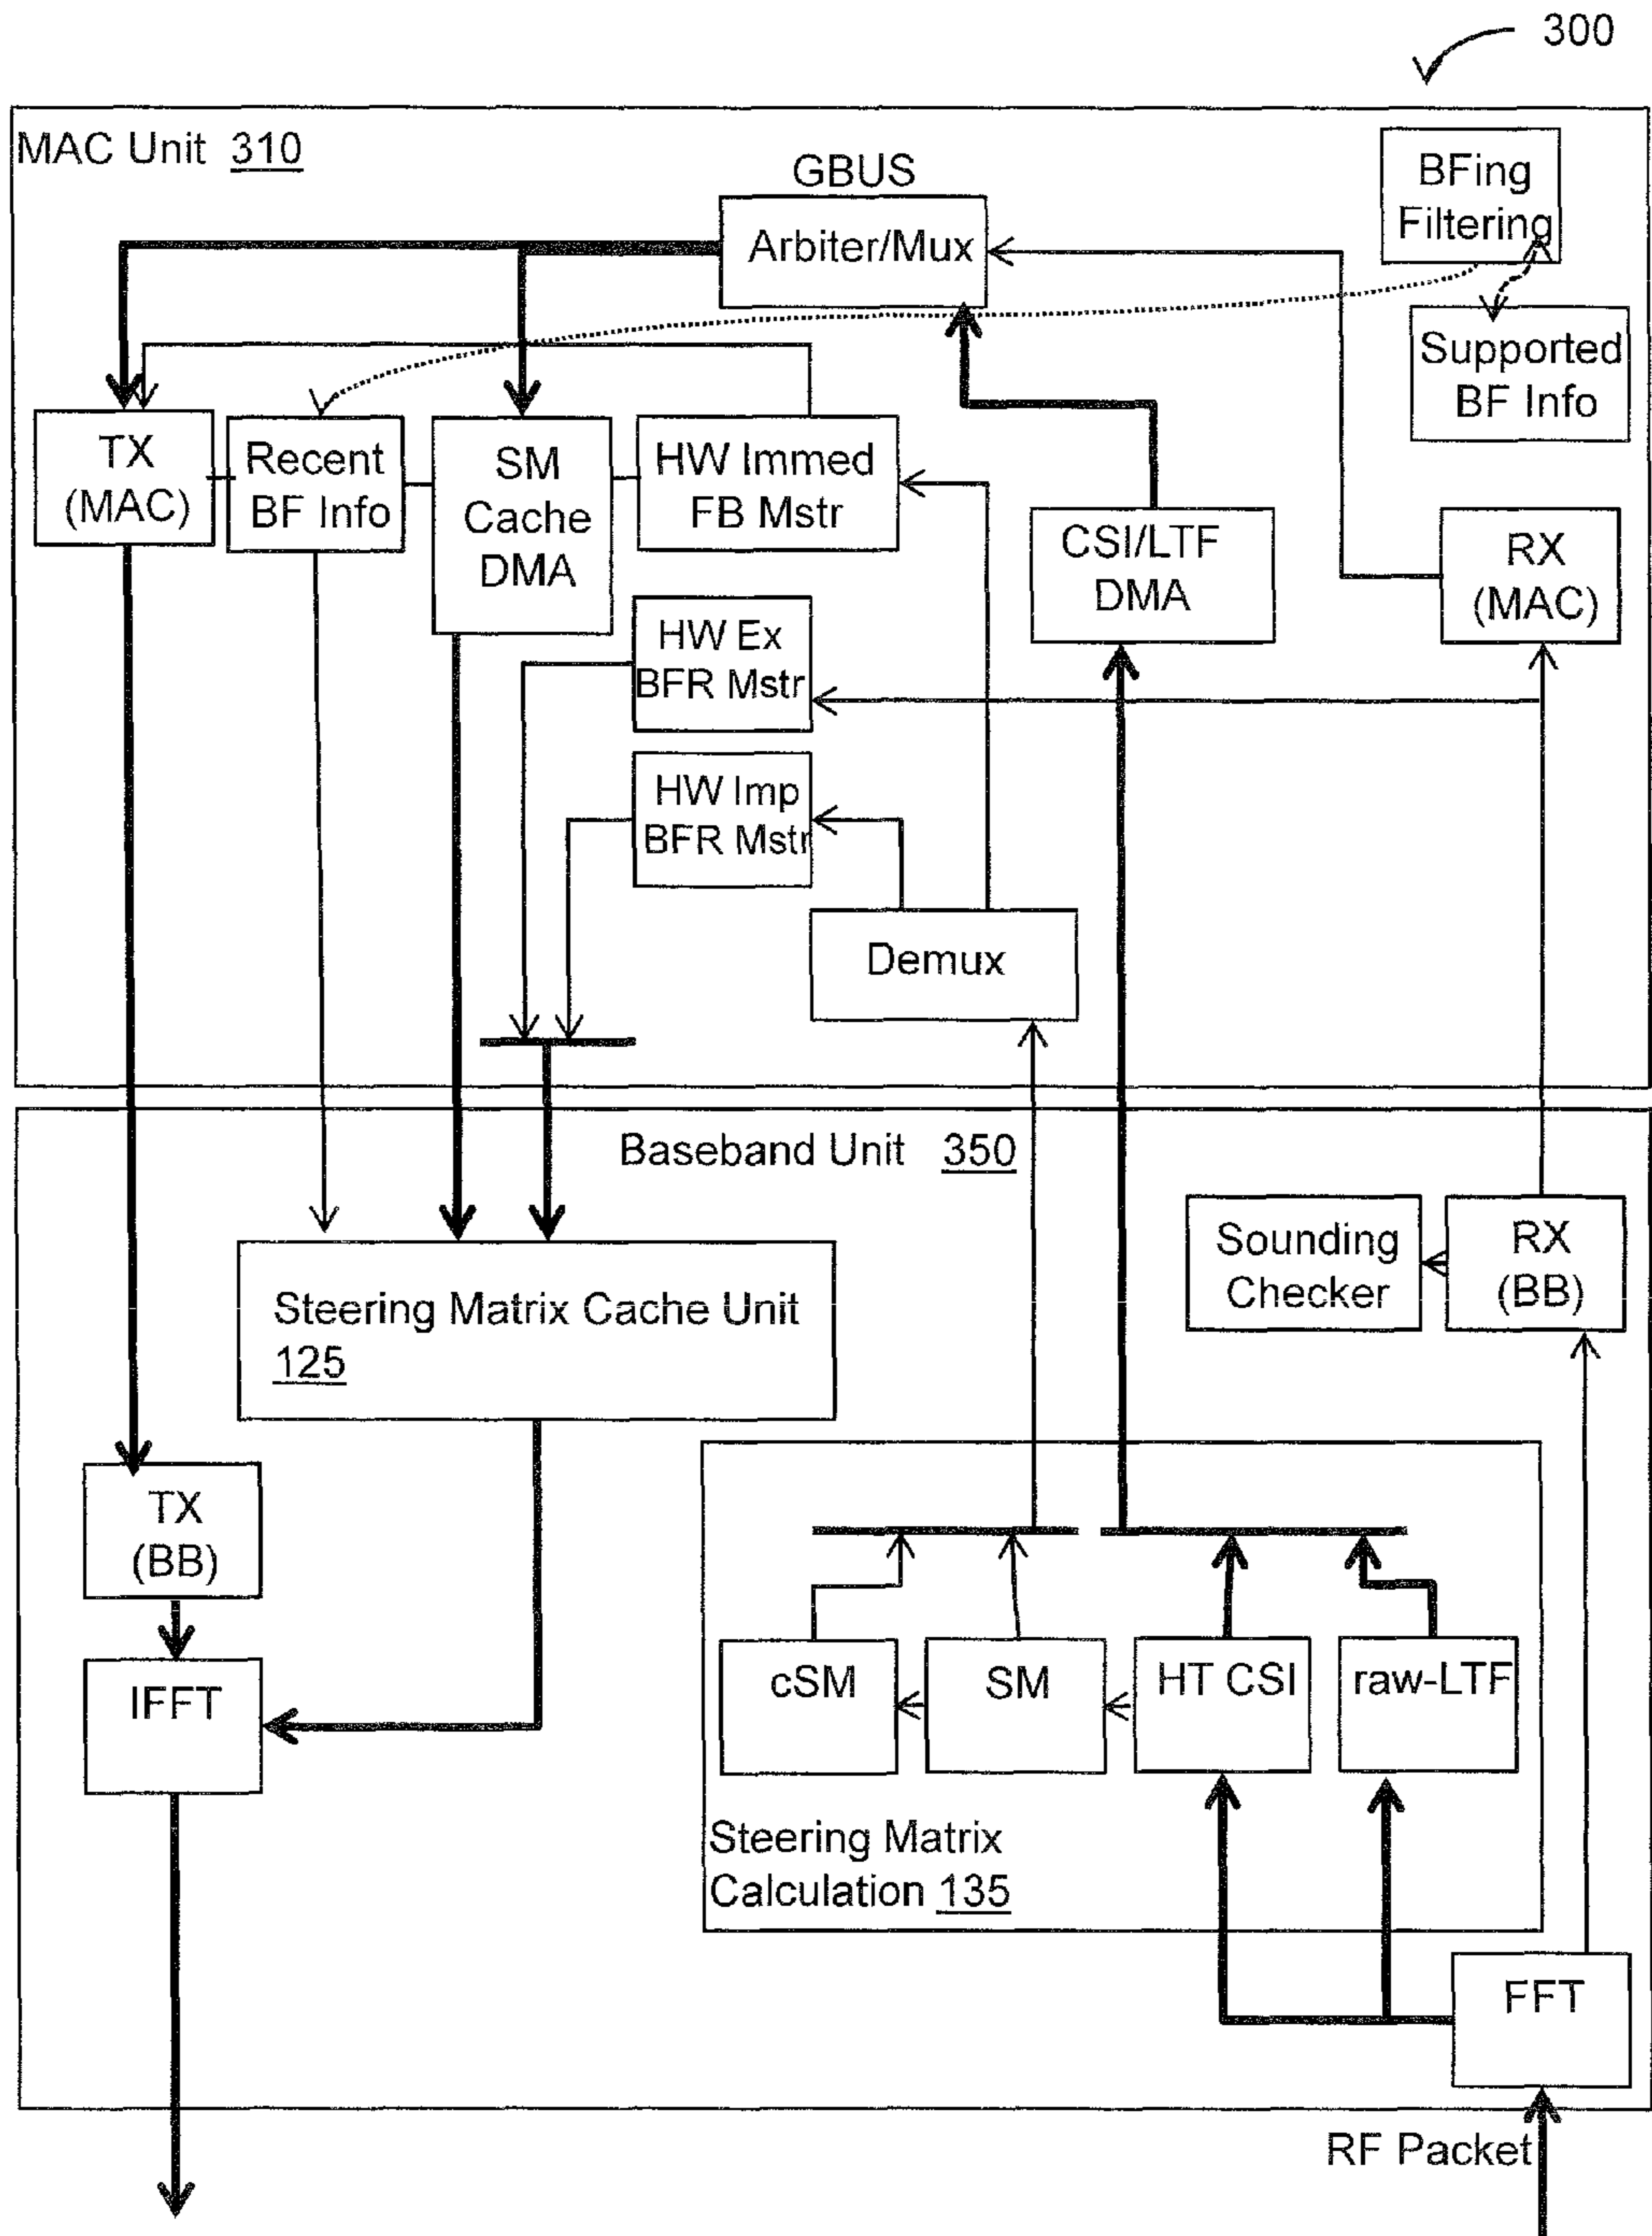 300
MAC Unit 310
GBUS
Arbiter/Mux
BFing
Filtering
Supported
BF Info
TX
(MAC)
Recent
BF Info
SM
Cache
DMA
HW Immed
FB Mstr
CSI/LTF
DMA
RX
(MAC)
HW Ex
BFR Mstr
HW Imp
BFR Mstr
Demux
Baseband Unit 350
Sounding
Checker
RX
(BB)
Steering Matrix Cache Unit
125
TX
(BB)
IFFT
cSM
SM
HT CSI
raw-LTF
Steering Matrix
Calculation 135
FFT
RF Packet